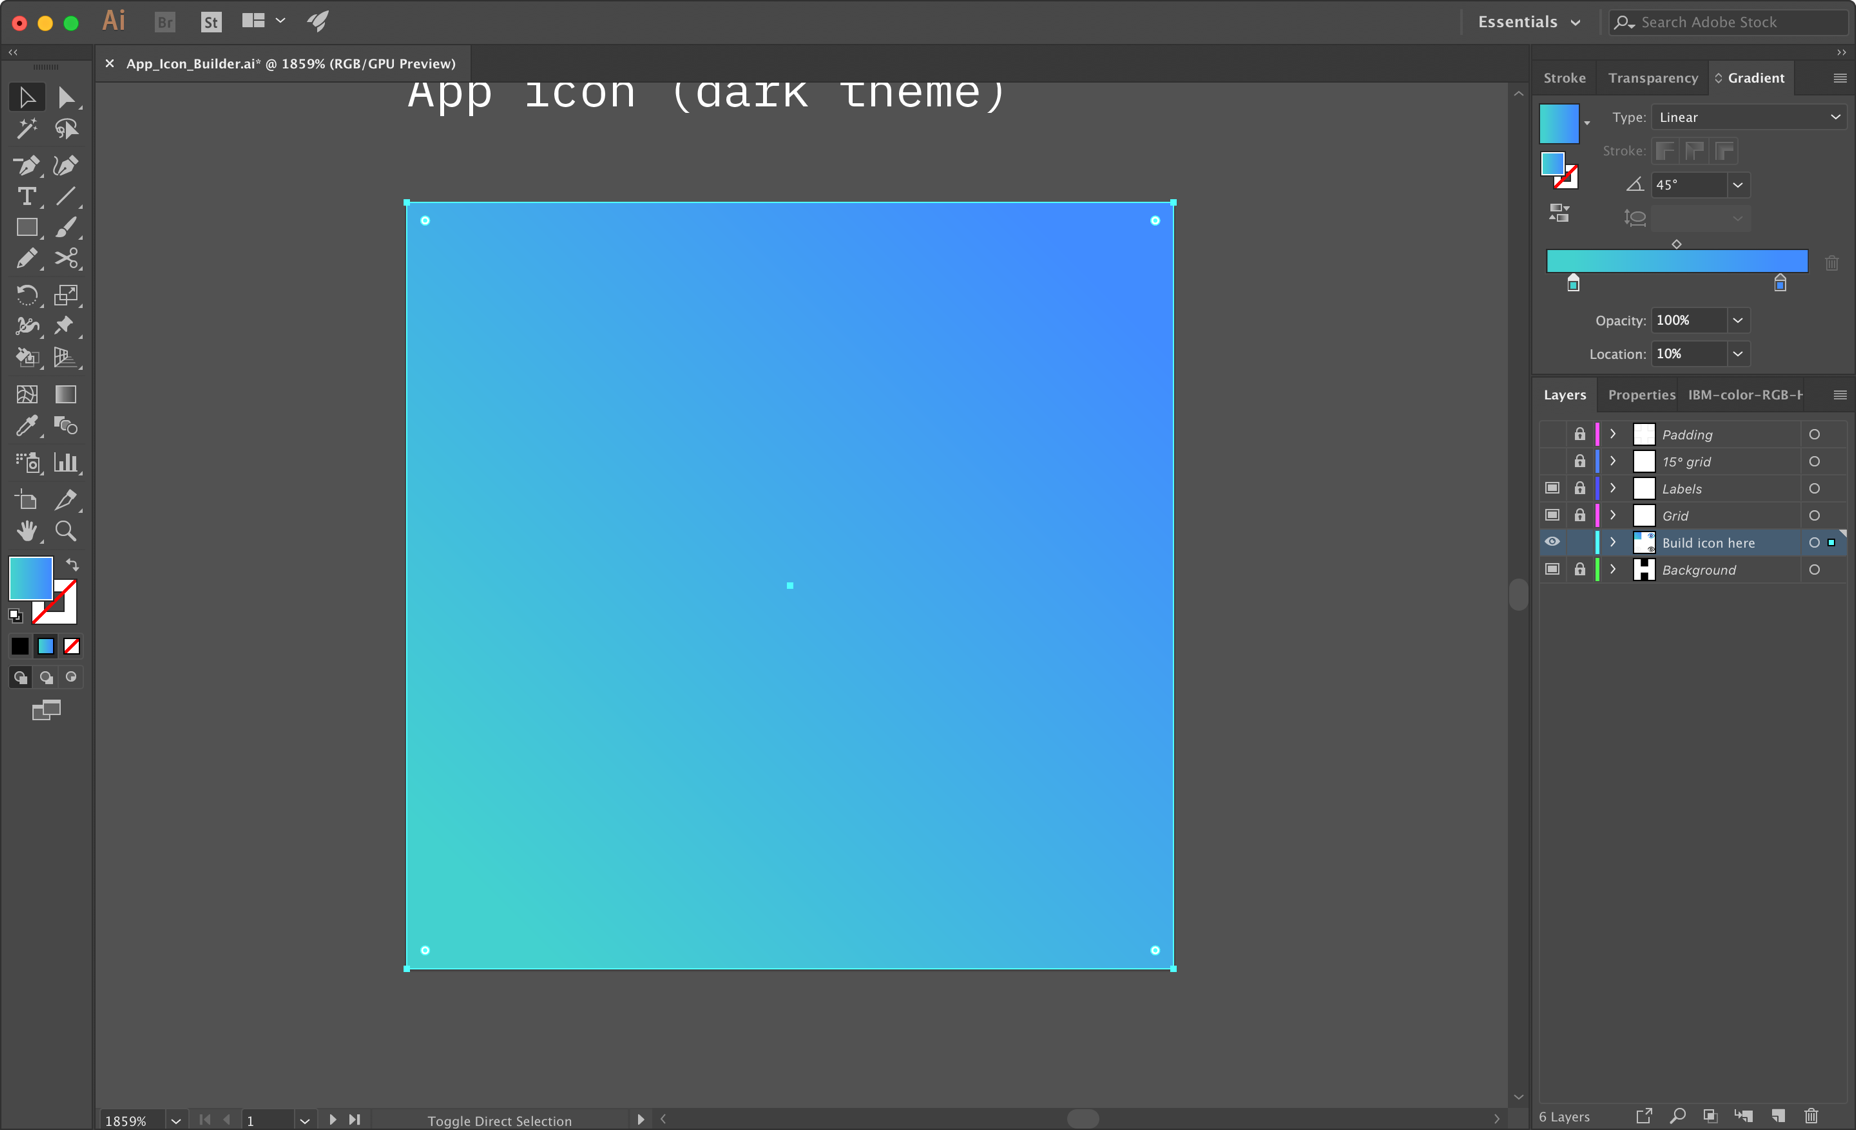 Ai Br St Essentials Search Adobe Stock
App_Icon_Builder.ai* @ 1859% (RGB/GPU Preview)
App icon (dark theme)
Stroke Transparency Gradient
Type: Linear
Stroke:
45°
Opacity: 100%
Location: 10%
Layers Properties IBM-color-RGB-H
Padding
15° grid
Labels
Grid
Build icon here
Background
1859% 1 Toggle Direct Selection
6 Layers